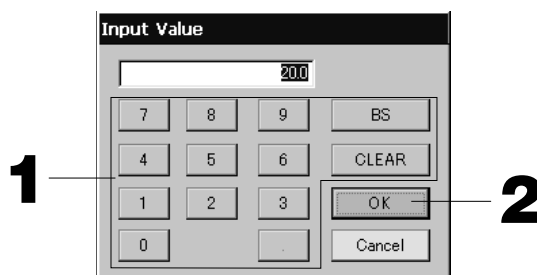 Input Value
20.0
7 8 9 BS
4 5 6 CLEAR
1 2 3 OK
0 . Cancel
1
2